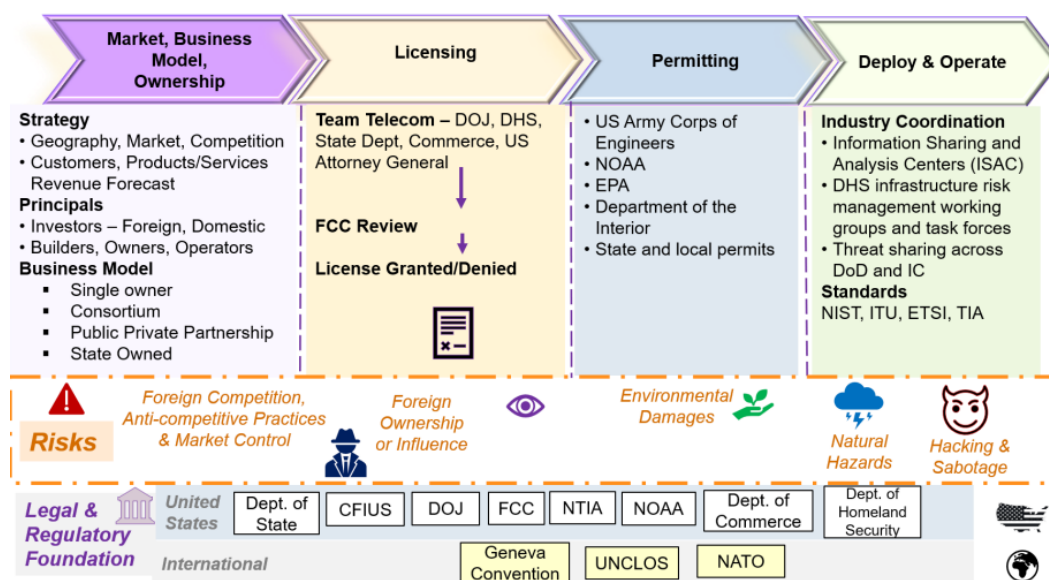 Market, Business
Model,
Ownership
Licensing
Permitting
Deploy & Operate
Strategy
• Geography, Market, Competition
• Customers, Products/Services
Revenue Forecast
Principals
• Investors – Foreign, Domestic
• Builders, Owners, Operators
Business Model
▪ Single owner
▪ Consortium
▪ Public Private Partnership
▪ State Owned
Team Telecom – DOJ, DHS,
State Dept, Commerce, US
Attorney General
FCC Review
License Granted/Denied
• US Army Corps of
Engineers
• NOAA
• EPA
• Department of the
Interior
• State and local permits
Industry Coordination
• Information Sharing and
Analysis Centers (ISAC)
• DHS infrastructure risk
management working
groups and task forces
• Threat sharing across
DoD and IC
Standards
NIST, ITU, ETSI, TIA
Risks
Foreign Competition,
Anti-competitive Practices
& Market Control
Foreign
Ownership
or Influence
Environmental
Damages
Natural
Hazards
Hacking &
Sabotage
Legal &
Regulatory
Foundation
United
States
Dept. of
State
CFIUS
DOJ
FCC
NTIA
NOAA
Dept. of
Commerce
Dept. of
Homeland
Security
International
Geneva
Convention
UNCLOS
NATO